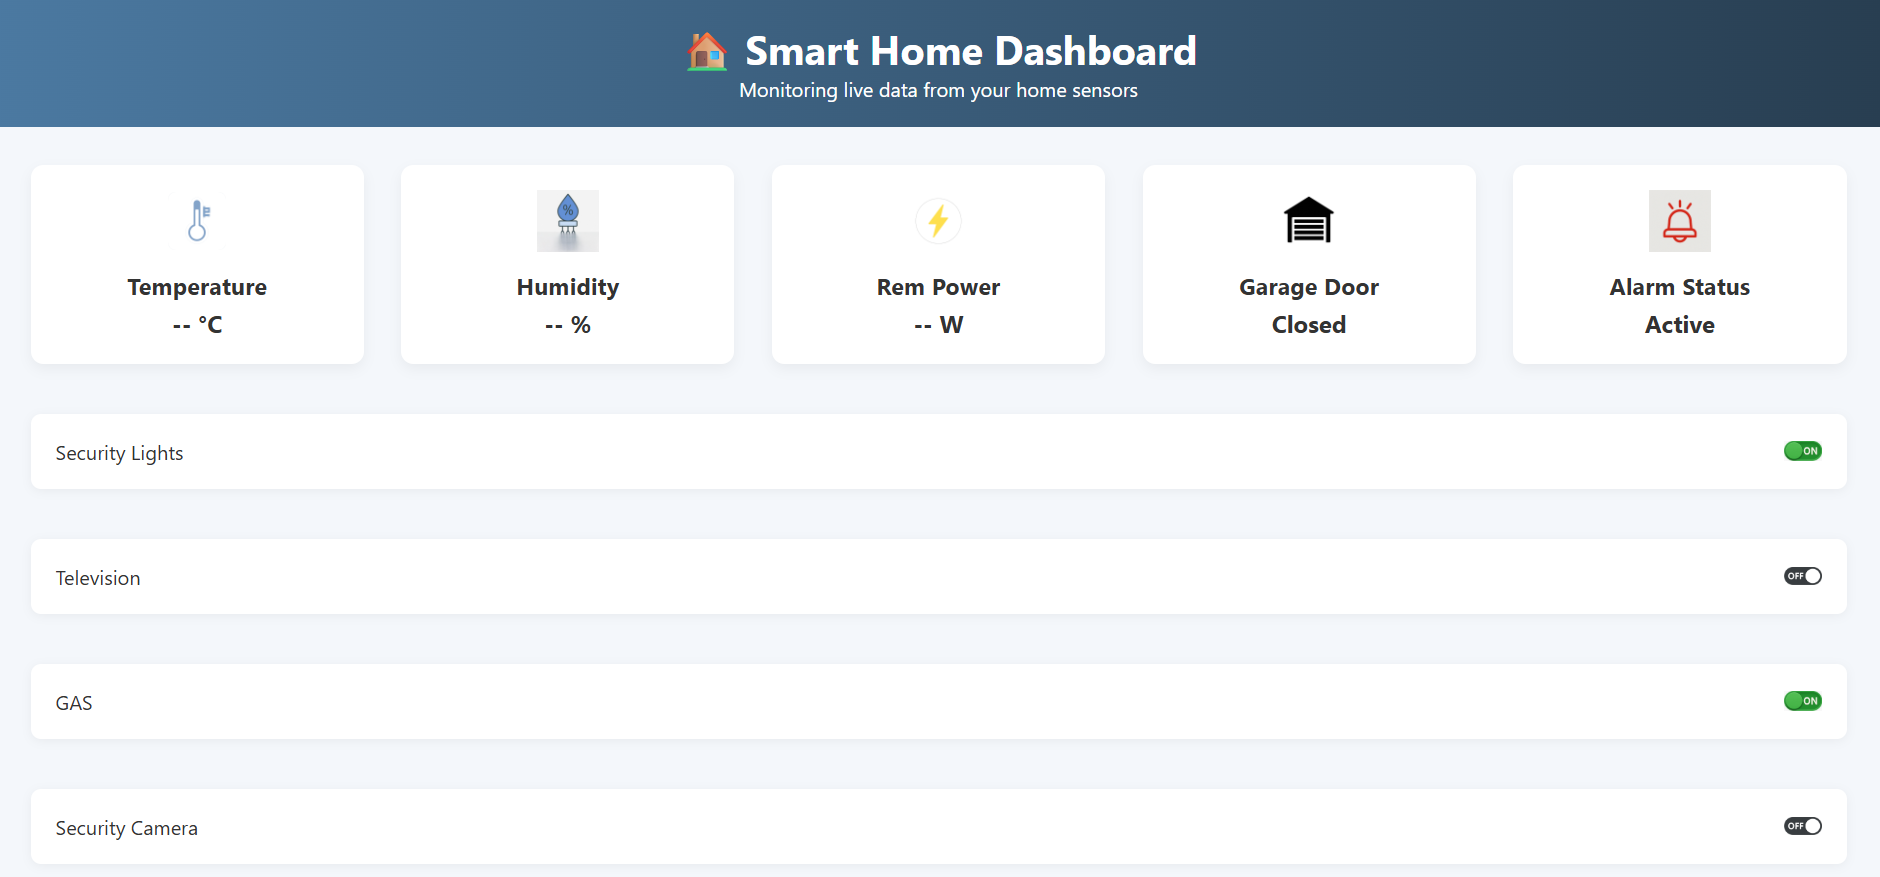 Smart Home Dashboard
Monitoring live data from your home sensors
%
Temperature
-- °C
Humidity
-- %
Rem Power
-- W
Garage Door
Closed
Alarm Status
Active
Security Lights
ON
Television
OFF
GAS
ON
Security Camera
OFF